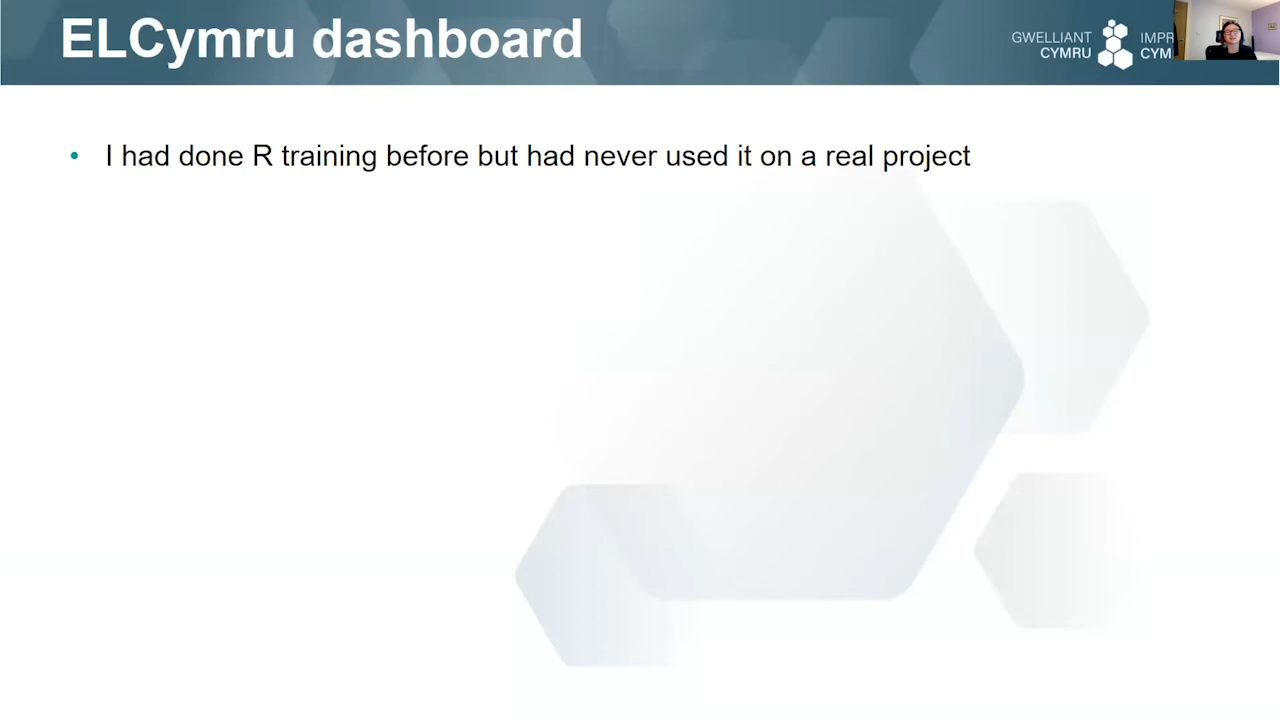 ELCymru dashboard
GWELLIANT
CYMRU
IMPR
CYM
• I had done R training before but had never used it on a real project